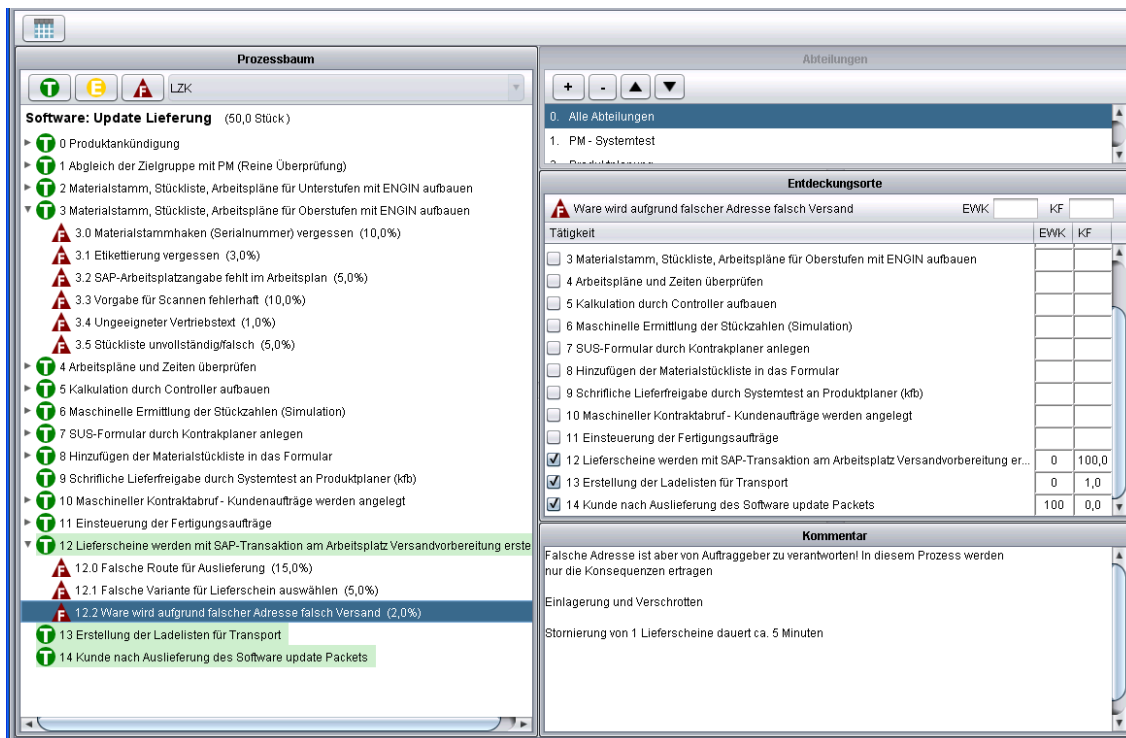 Prozessbaum
T E F LZK
Software: Update Lieferung (50,0 Stück)
T 0 Produktankündigung
T 1 Abgleich der Zielgruppe mit PM (Reine Überprüfung)
T 2 Materialstamm, Stückliste, Arbeitspläne für Unterstufen mit ENGIN aufbauen
T 3 Materialstamm, Stückliste, Arbeitspläne für Oberstufen mit ENGIN aufbauen
F 3.0 Materialstammhaken (Serialnummer) vergessen (10,0%)
F 3.1 Etikettierung vergessen (3,0%)
F 3.2 SAP-Arbeitsplatzangabe fehlt im Arbeitsplan (5,0%)
F 3.3 Vorgabe für Scannen fehlerhaft (10,0%)
F 3.4 Ungeeigneter Vertriebstext (1,0%)
F 3.5 Stückliste unvollständig/falsch (5,0%)
T 4 Arbeitspläne und Zeiten überprüfen
T 5 Kalkulation durch Controller aufbauen
T 6 Maschinelle Ermittlung der Stückzahlen (Simulation)
T 7 SUS-Formular durch Kontrakplaner anlegen
T 8 Hinzufügen der Materialstückliste in das Formular
T 9 Schrifliche Lieferfreigabe durch Systemtest an Produktplaner (kfb)
T 10 Maschineller Kontraktabruf - Kundenaufträge werden angelegt
T 11 Einsteuerung der Fertigungsaufträge
T 12 Lieferscheine werden mit SAP-Transaktion am Arbeitsplatz Versandvorbereitung erste
F 12.0 Falsche Route für Auslieferung (15,0%)
F 12.1 Falsche Variante für Lieferschein auswählen (5,0%)
F 12.2 Ware wird aufgrund falscher Adresse falsch Versand (2,0%)
T 13 Erstellung der Ladelisten für Transport
T 14 Kunde nach Auslieferung des Software update Packets
Abteilungen
+ -
0. Alle Abteilungen
1. PM - Systemtest
Entdeckungsorte
F Ware wird aufgrund falscher Adresse falsch Versand EWK KF
Tätigkeit EWK KF
3 Materialstamm, Stückliste, Arbeitspläne für Oberstufen mit ENGIN aufbauen
4 Arbeitspläne und Zeiten überprüfen
5 Kalkulation durch Controller aufbauen
6 Maschinelle Ermittlung der Stückzahlen (Simulation)
7 SUS-Formular durch Kontrakplaner anlegen
8 Hinzufügen der Materialstückliste in das Formular
9 Schrifliche Lieferfreigabe durch Systemtest an Produktplaner (kfb)
10 Maschineller Kontraktabruf - Kundenaufträge werden angelegt
11 Einsteuerung der Fertigungsaufträge
12 Lieferscheine werden mit SAP-Transaktion am Arbeitsplatz Versandvorbereitung er... 0 100,0
13 Erstellung der Ladelisten für Transport 0 1,0
14 Kunde nach Auslieferung des Software update Packets 100 0,0
Kommentar
Falsche Adresse ist aber von Auftraggeber zu verantworten! In diesem Prozess werden
nur die Konsequenzen ertragen
Einlagerung und Verschrotten
Stornierung von 1 Lieferscheine dauert ca. 5 Minuten